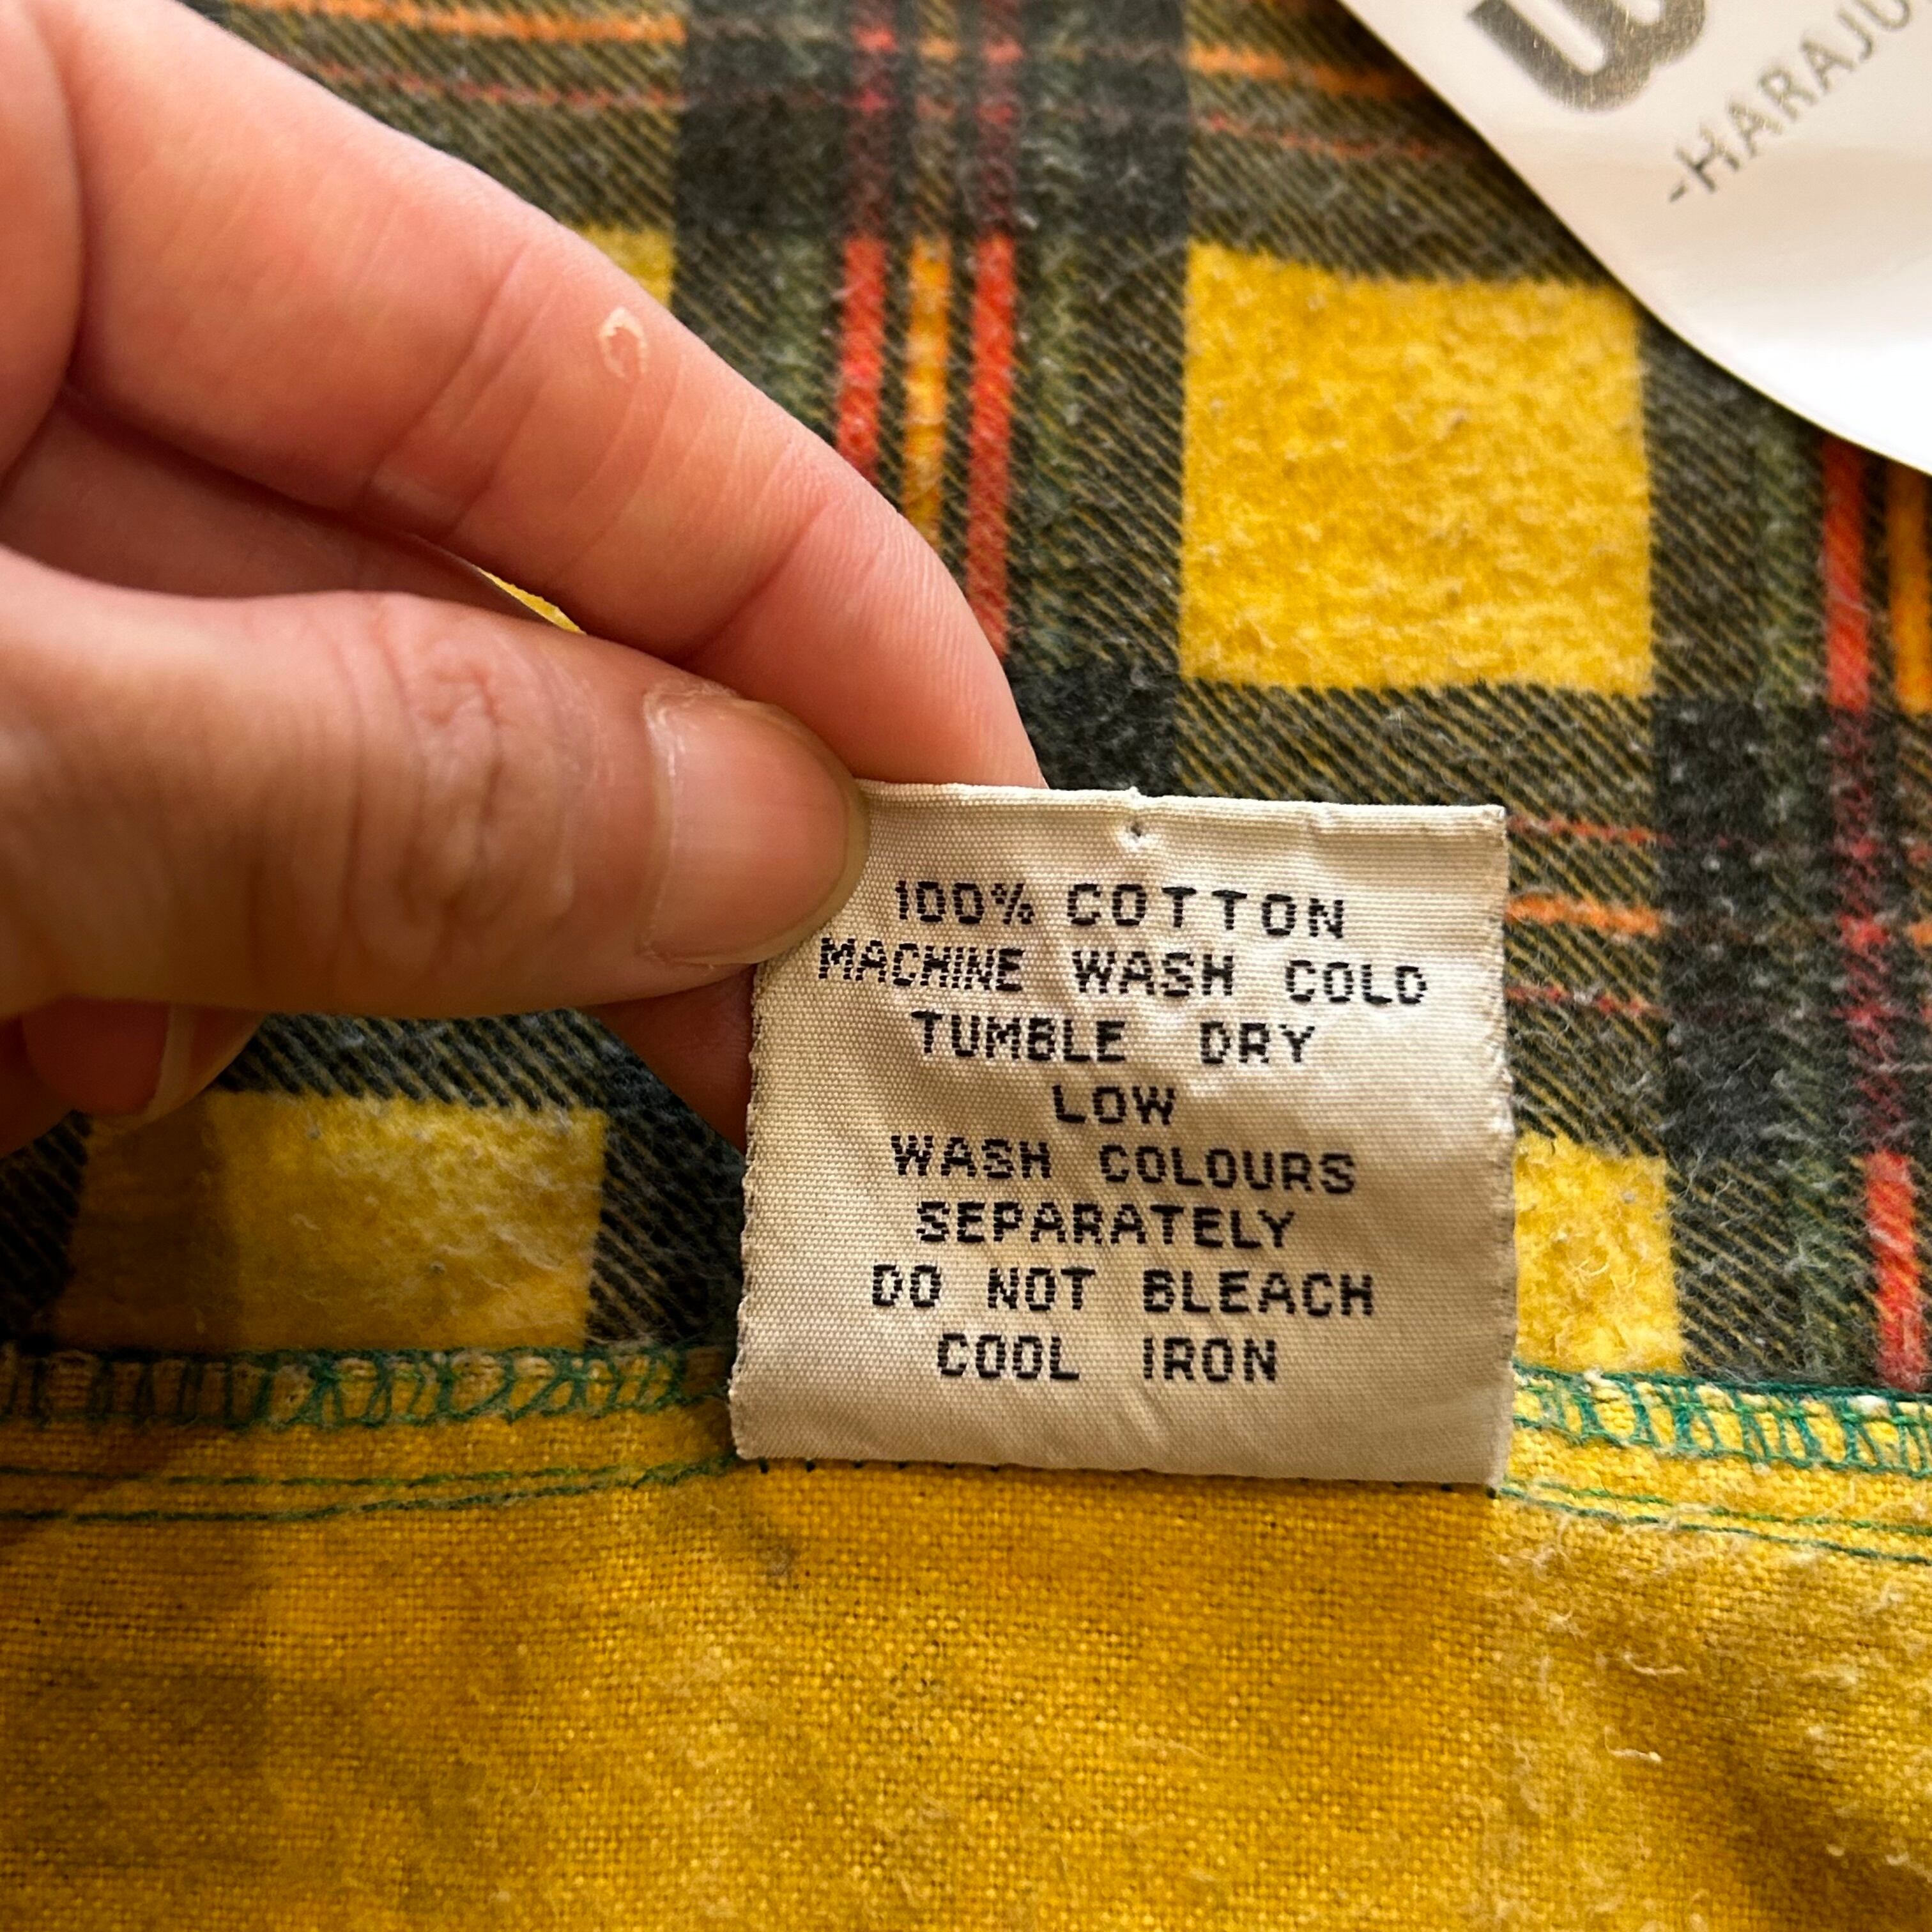 -HARAJU
100% COTTON
MACHINE WASH COLD
TUMBLE DRY
LOW
WASH COLOURS
SEPARATELY
DO NOT BLEACH
COOL IRON